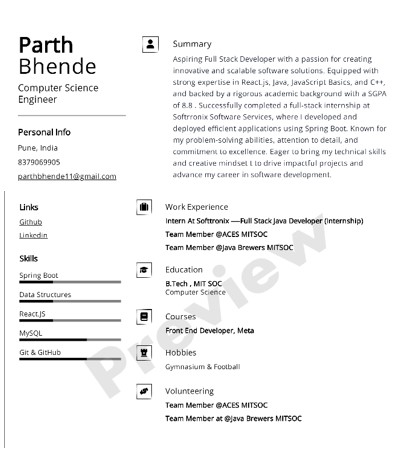 Parth
Bhende
Computer Science
Engineer
Personal Info
Pune, India
8379069905
parthbhende11@gmail.com
Links
Github
Linkedin
Skills
Spring Boot
Data Structures
React.JS
MySQL
Git & GitHub
Summary
Aspiring Full Stack Developer with a passion for creating
innovative and scalable software solutions. Equipped with
strong expertise in React.js, Java, JavaScript Basics, and C++,
and backed by a rigorous academic background with a SGPA
of 8.8 . Successfully completed a full-stack internship at
Softrronix Software Services, where I developed and
deployed efficient applications using Spring Boot. Known for
my problem-solving abilities, attention to detail, and
commitment to excellence. Eager to bring my technical skills
and creative mindset t to drive impactful projects and
advance my career in software development.
Work Experience
Intern At Softtronix ----Full Stack Java Developer (Internship)
Team Member @ACES MITSOC
Team Member @Java Brewers MITSOC
Education
B.Tech , MIT SOC
Computer Science
Courses
Front End Developer, Meta
Hobbies
Gymnasium & Football
Volunteering
Team Member @ACES MITSOC
Team Member at @Java Brewers MITSOC
Preview